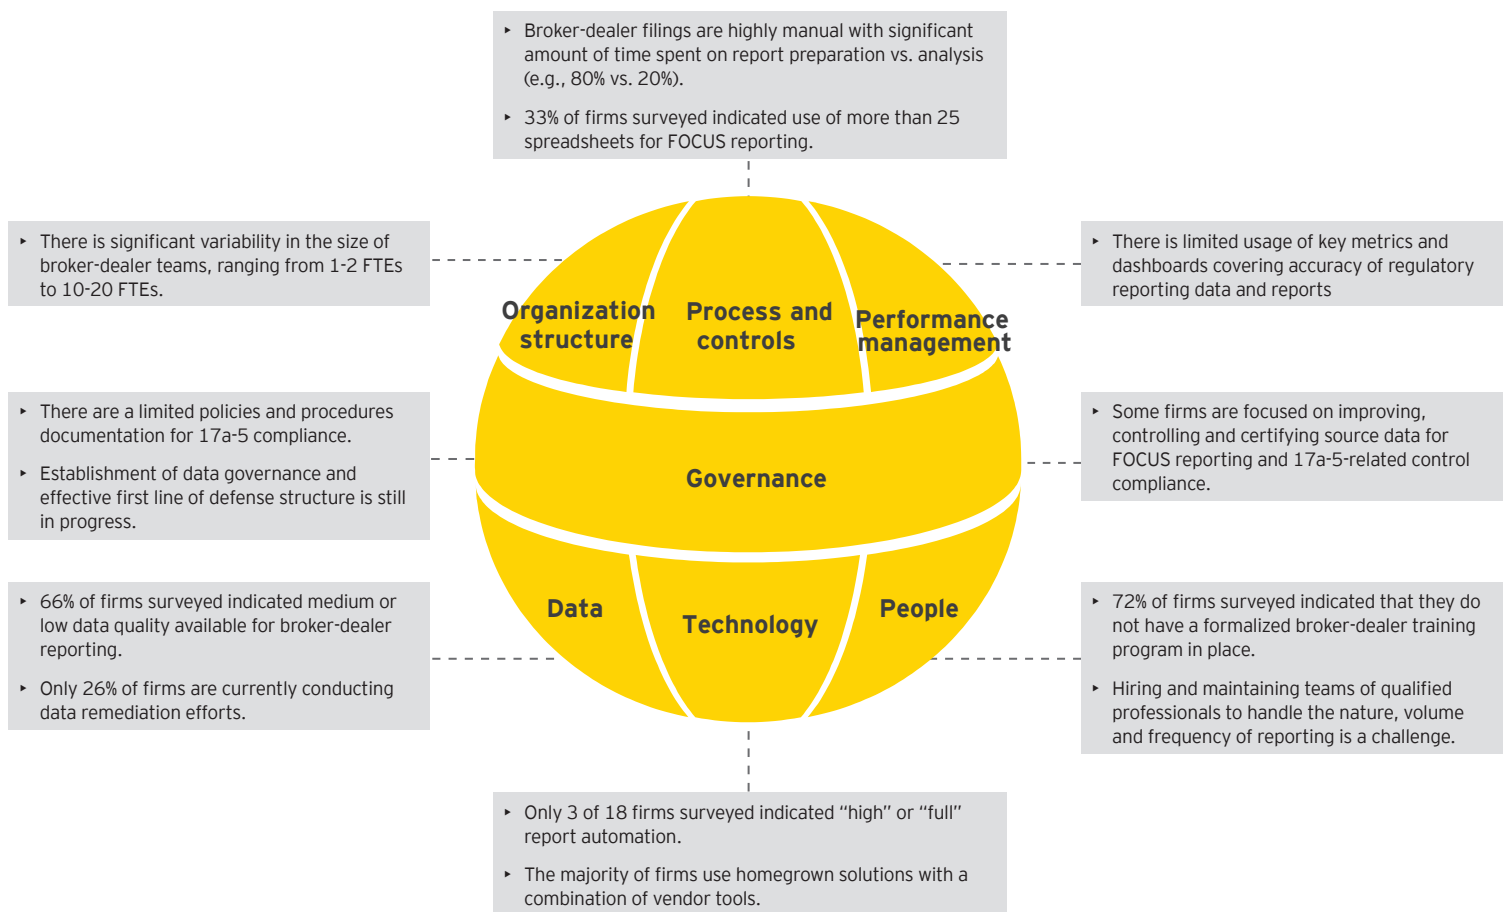 ‣ Broker-dealer filings are highly manual with significant
amount of time spent on report preparation vs. analysis
(e.g., 80% vs. 20%).
‣ 33% of firms surveyed indicated use of more than 25
spreadsheets for FOCUS reporting.
‣ There is significant variability in the size of
broker-dealer teams, ranging from 1-2 FTEs
to 10-20 FTEs.
‣ There is limited usage of key metrics and
dashboards covering accuracy of regulatory
reporting data and reports
Organization
structure
Process and
controls
Performance
management
‣ There are a limited policies and procedures
documentation for 17a-5 compliance.
‣ Establishment of data governance and
effective first line of defense structure is still
in progress.
Governance
‣ Some firms are focused on improving,
controlling and certifying source data for
FOCUS reporting and 17a-5-related control
compliance.
‣ 66% of firms surveyed indicated medium or
low data quality available for broker-dealer
reporting.
‣ Only 26% of firms are currently conducting
data remediation efforts.
Data
Technology
People
‣ 72% of firms surveyed indicated that they do
not have a formalized broker-dealer training
program in place.
‣ Hiring and maintaining teams of qualified
professionals to handle the nature, volume
and frequency of reporting is a challenge.
‣ Only 3 of 18 firms surveyed indicated “high” or “full”
report automation.
‣ The majority of firms use homegrown solutions with a
combination of vendor tools.